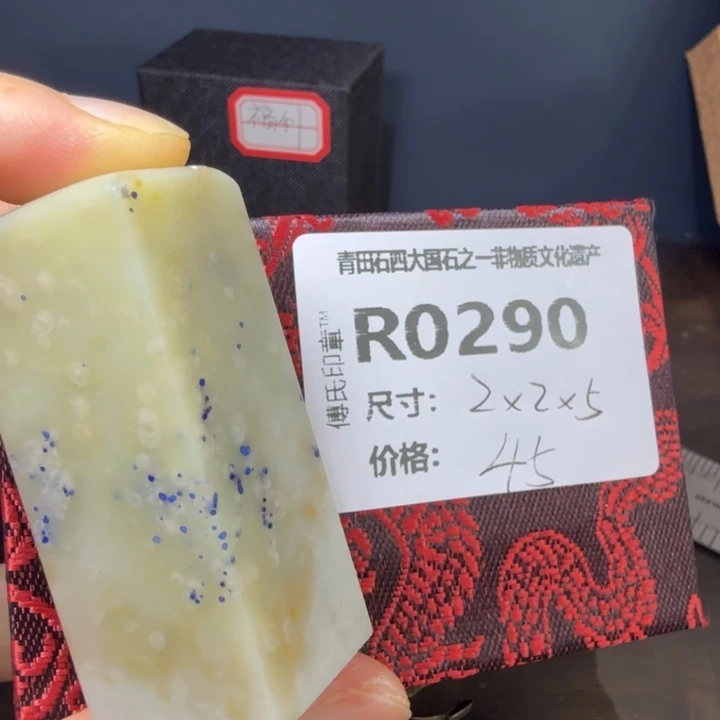 青田石四大国石之一非物质文化遗产
傅氏印章™
R0290
尺寸: 2×2×5
价格: 45